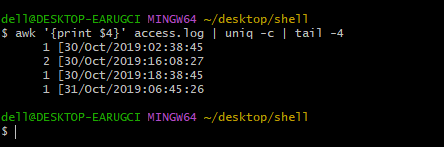 dell@DESKTOP-EARUGCI MINGW64 ~/desktop/shell
$ awk '{print $4}' access.log | uniq -c | tail -4
1 [30/Oct/2019:02:38:45
2 [30/Oct/2019:16:08:27
1 [30/Oct/2019:18:38:45
1 [31/Oct/2019:06:45:26
dell@DESKTOP-EARUGCI MINGW64 ~/desktop/shell
$